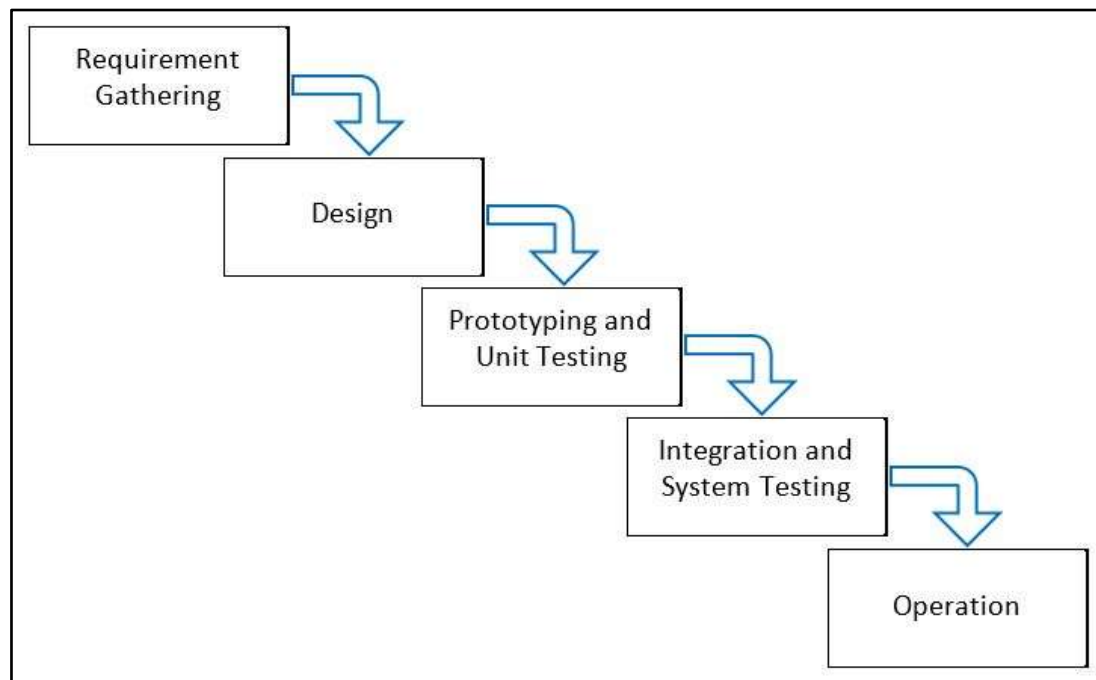 Requirement
Gathering
Design
Prototyping and
Unit Testing
Integration and
System Testing
Operation